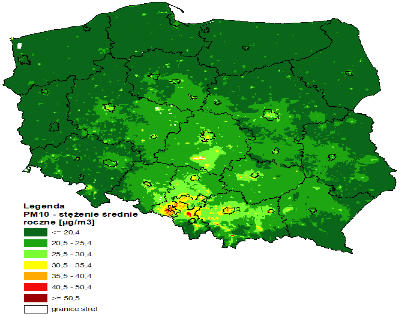 Legenda
PM10 - stężenie średnie
roczne [µg/m3]
<= 20,4
20,5 - 25,4
25,5 - 30,4
30,5 - 35,4
35,5 - 40,4
40,5 - 50,4
>= 50,5
granice stref